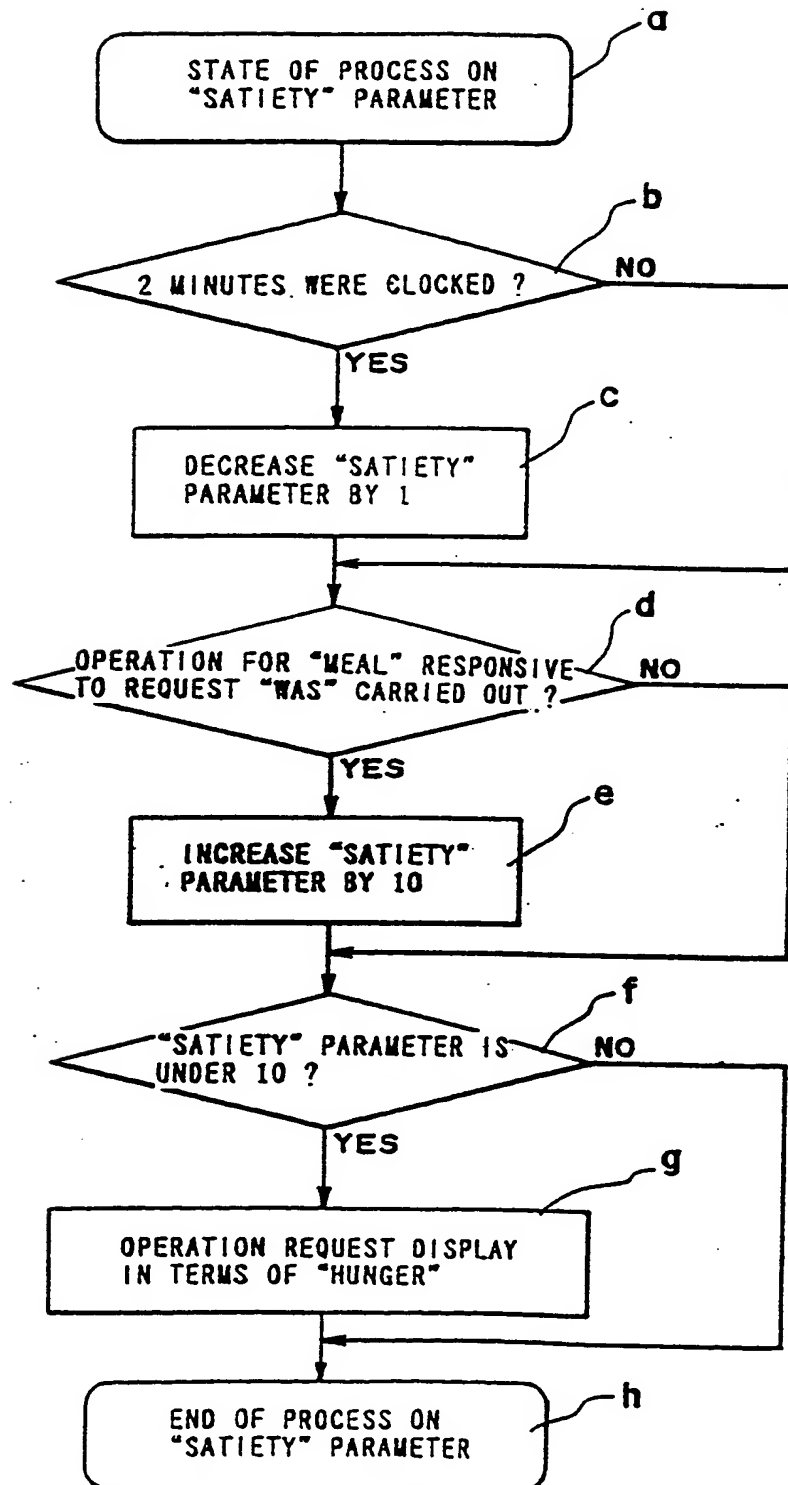 a
STATE OF PROCESS ON
"SATIETY" PARAMETER
b
2 MINUTES. WERE CLOCKED ?
NO
YES
c
DECREASE "SATIETY"
PARAMETER BY 1
d
OPERATION FOR "MEAL" RESPONSIVE
TO REQUEST "WAS" CARRIED OUT ?
NO
YES
e
INCREASE "SATIETY"
PARAMETER BY 10
f
"SATIETY" PARAMETER IS
UNDER 10 ?
NO
YES
g
OPERATION REQUEST DISPLAY
IN TERMS OF "HUNGER"
h
END OF PROCESS ON
"SATIETY" PARAMETER